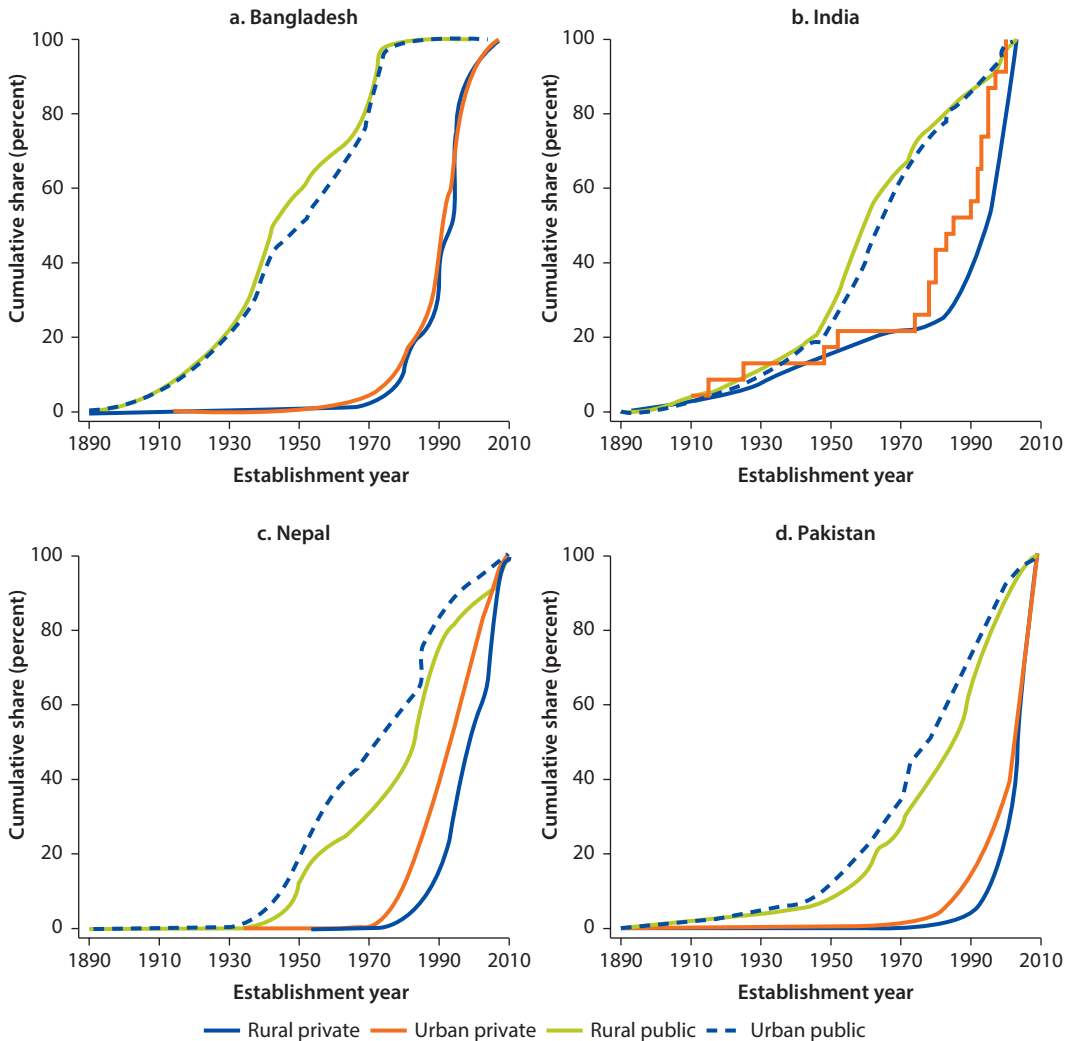 a. Bangladesh
Cumulative share (percent)
100
80
60
40
20
0
1890 1910 1930 1950 1970 1990 2010
Establishment year
b. India
Cumulative share (percent)
100
80
60
40
20
0
1890 1910 1930 1950 1970 1990 2010
Establishment year
c. Nepal
Cumulative share (percent)
100
80
60
40
20
0
1890 1910 1930 1950 1970 1990 2010
Establishment year
d. Pakistan
Cumulative share (percent)
100
80
60
40
20
0
1890 1910 1930 1950 1970 1990 2010
Establishment year
Rural private Urban private Rural public Urban public